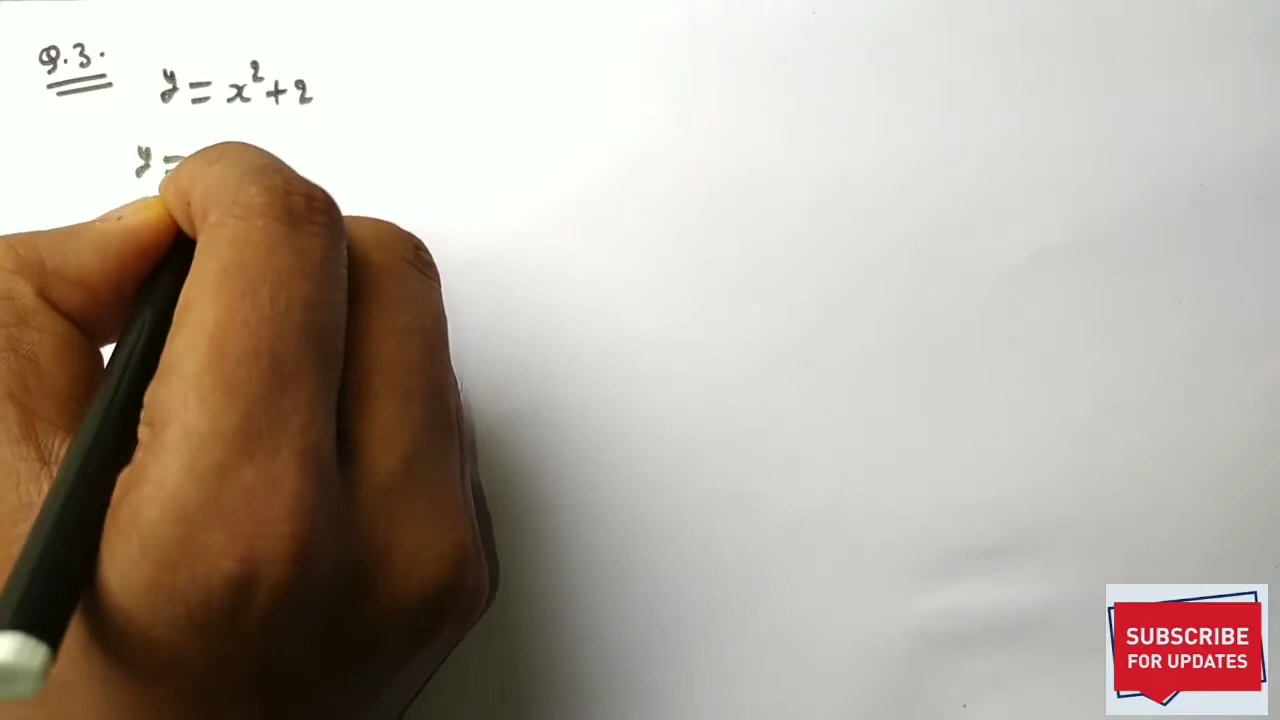 Q.3.
y = x² + 2
y =
SUBSCRIBE
FOR UPDATES